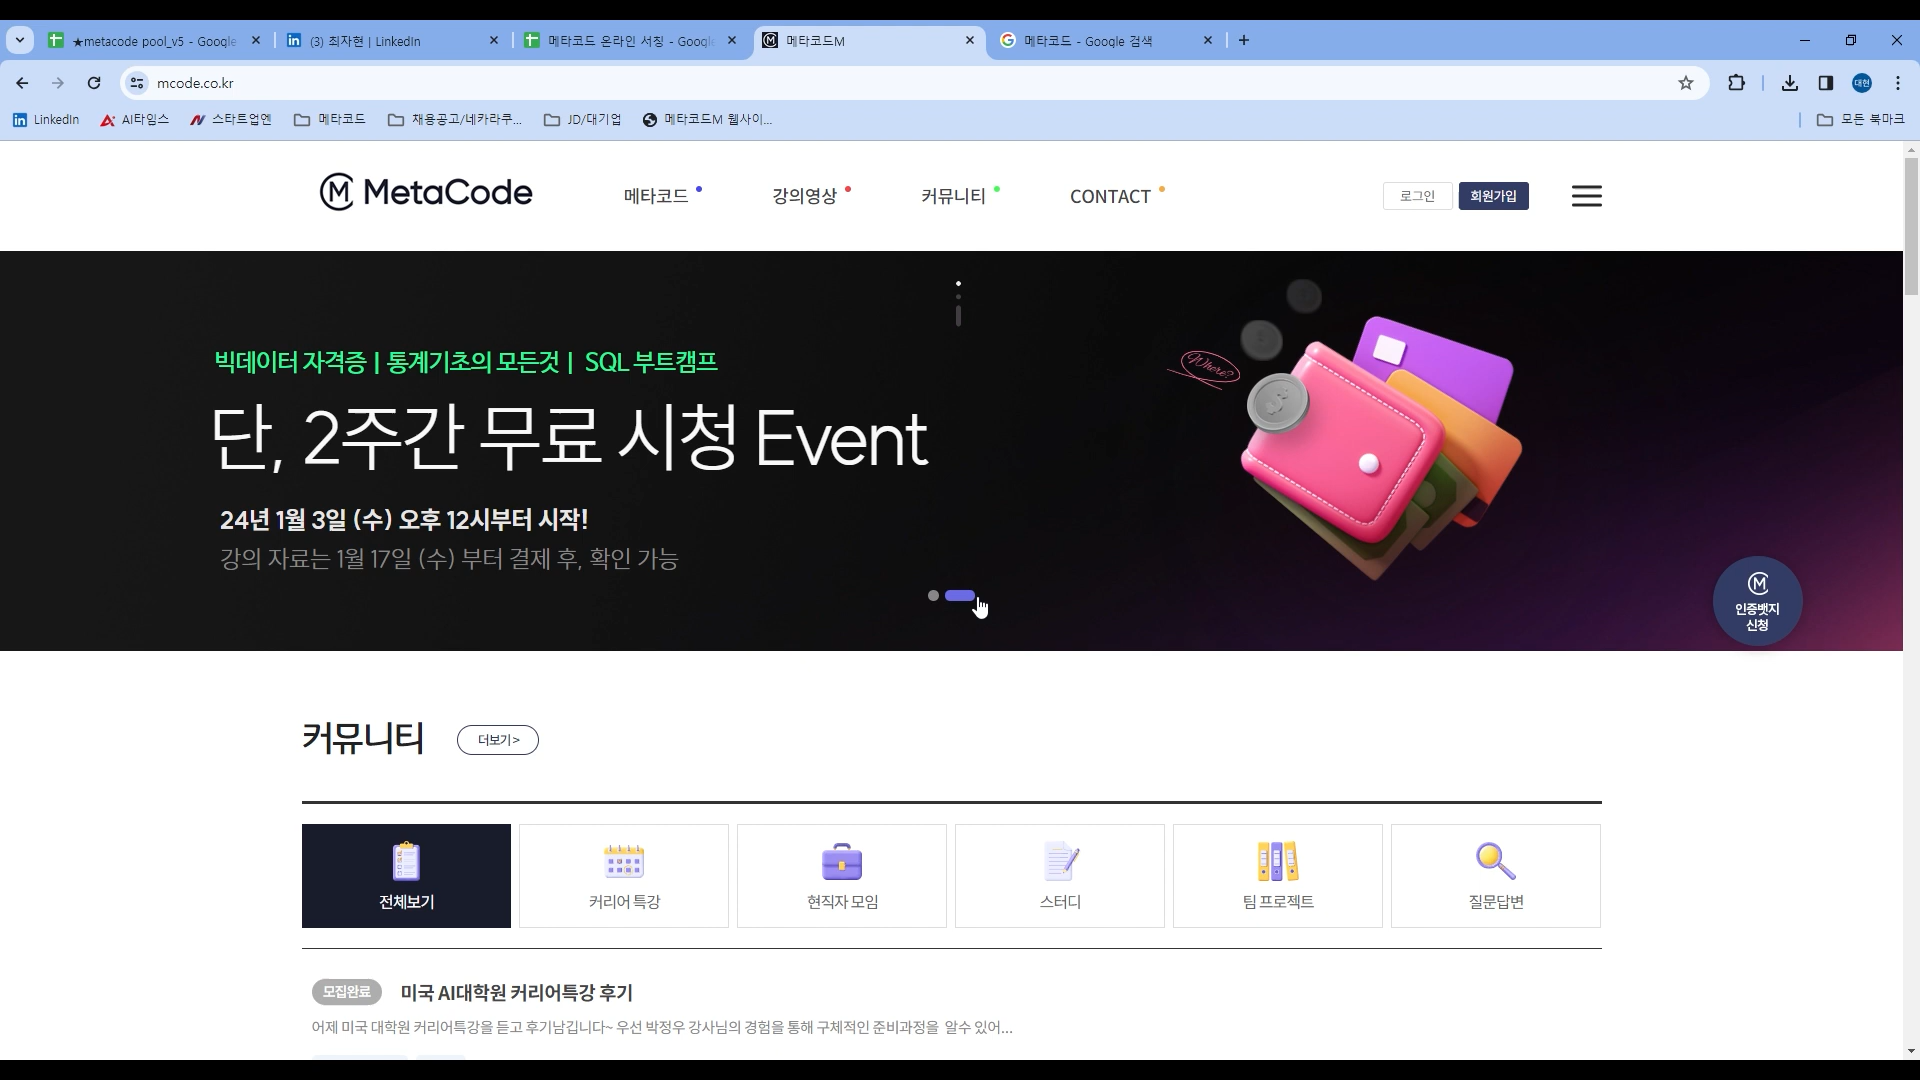 ★metacode pool_v5 - Google
(3) 최자현 | LinkedIn
메타코드 온라인 서칭 - Google
메타코드M
메타코드 - Google 검색
mcode.co.kr
LinkedIn
AI타임스
스타트업엔
메타코드
채용공고/네카라쿠...
JD/대기업
메타코드M 웹사이...
모든 북마크
대현
MetaCode
메타코드
강의영상
커뮤니티
CONTACT
로그인
회원가입
빅데이터 자격증 | 통계기초의 모든것 | SQL 부트캠프
단, 2주간 무료 시청 Event
24년 1월 3일 (수) 오후 12시부터 시작!
강의 자료는 1월 17일 (수) 부터 결제 후, 확인 가능
Where?
인증뱃지
신청
커뮤니티
더보기 >
전체보기
커리어 특강
현직자 모임
스터디
팀 프로젝트
질문답변
모집완료
미국 AI대학원 커리어특강 후기
어제 미국 대학원 커리어특강을 듣고 후기남깁니다~ 우선 박정우 강사님의 경험을 통해 구체적인 준비과정을 알수 있어...